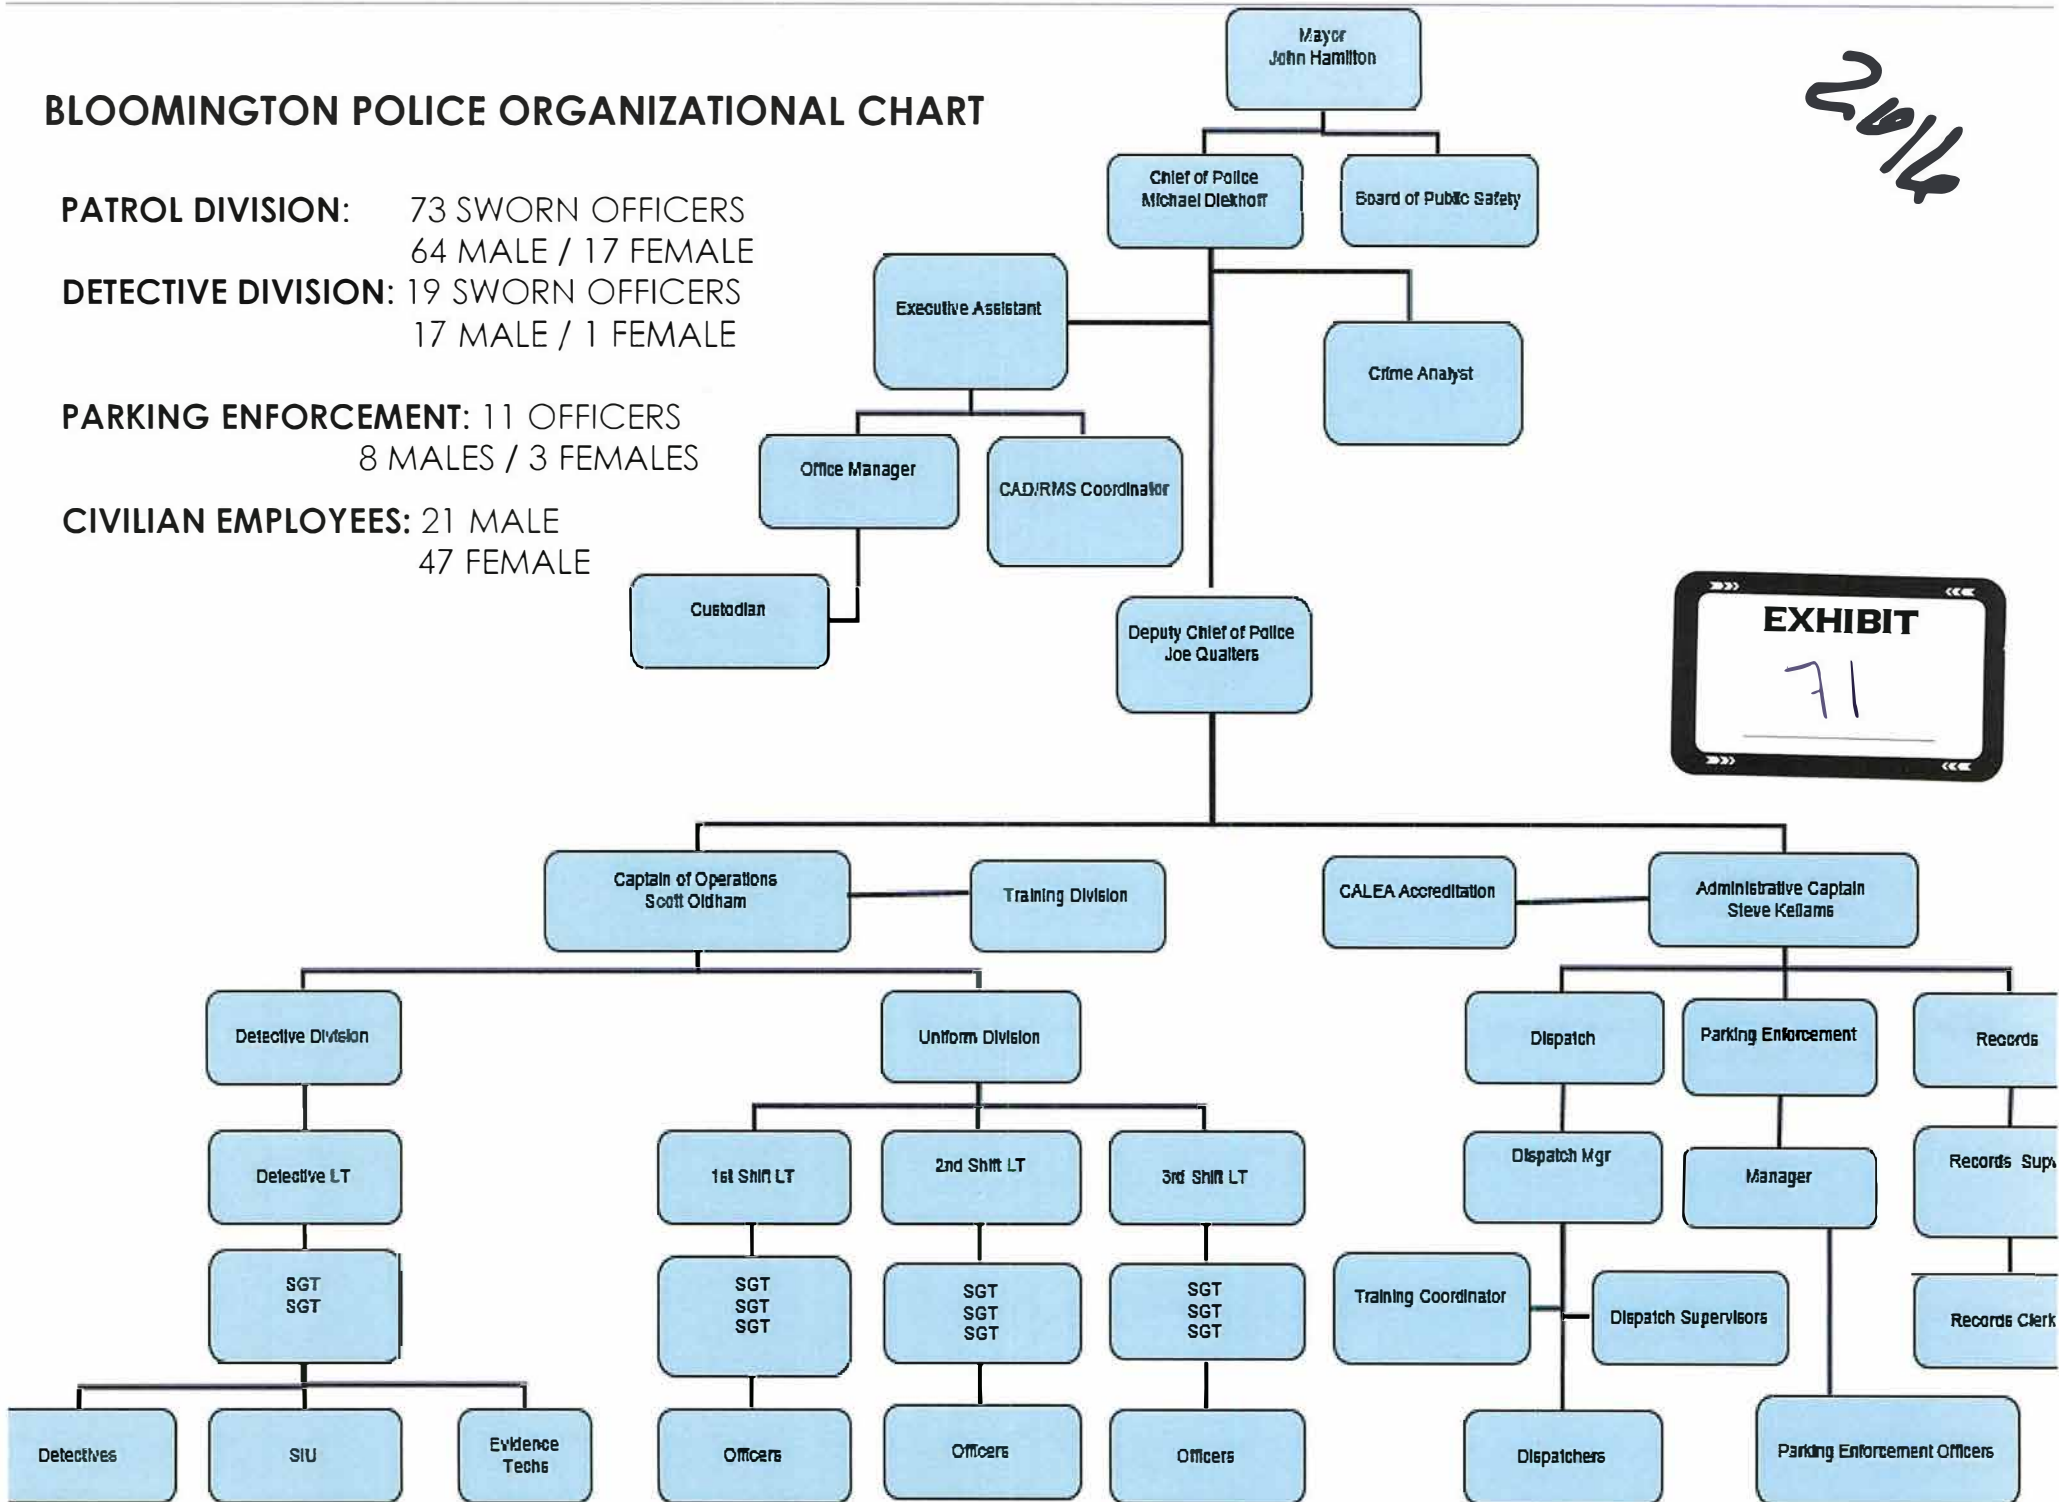 Mayor
John Hamilton
2016
BLOOMINGTON POLICE ORGANIZATIONAL CHART
PATROL DIVISION: 73 SWORN OFFICERS
64 MALE / 17 FEMALE
DETECTIVE DIVISION: 19 SWORN OFFICERS
17 MALE / 1 FEMALE
PARKING ENFORCEMENT: 11 OFFICERS
8 MALES / 3 FEMALES
CIVILIAN EMPLOYEES: 21 MALE
47 FEMALE
Chief of Police
Michael Diekhoff
Board of Public Safety
Executive Assistant
Crime Analyst
Office Manager
CAD/RMS Coordinator
Custodian
Deputy Chief of Police
Joe Qualters
EXHIBIT
71
Captain of Operations
Scott Oldham
Training Division
CALEA Accreditation
Administrative Captain
Steve Kellams
Detective Division
Uniform Division
Dispatch
Parking Enforcement
Records
Detective LT
1st Shift LT
2nd Shift LT
3rd Shift LT
Dispatch Mgr
Manager
Records Supv
SGT
SGT
SGT
SGT
SGT
SGT
SGT
SGT
SGT
SGT
SGT
Training Coordinator
Dispatch Supervisors
Records Clerk
Detectives
SIU
Evidence
Techs
Officers
Officers
Officers
Dispatchers
Parking Enforcement Officers